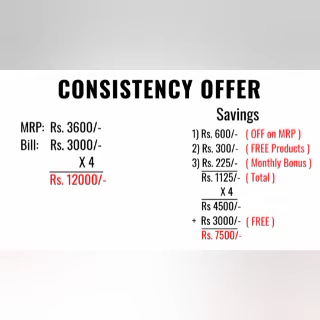 CONSISTENCY OFFER
MRP: Rs. 3600/-
Bill: Rs. 3000/-
X 4
Rs. 12000/-
Savings
1) Rs. 600/- ( OFF on MRP )
2) Rs. 300/- ( FREE Products )
3) Rs. 225/- ( Monthly Bonus )
Rs. 1125/- ( Total )
X 4
Rs 4500/-
+ Rs 3000/- ( FREE )
Rs. 7500/-